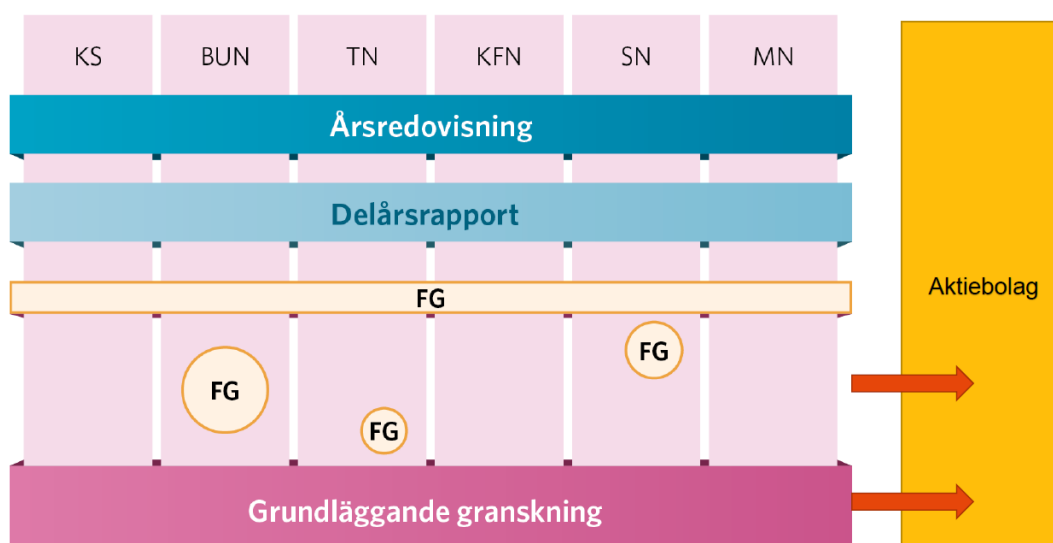 KS BUN TN KFN SN MN
Årsredovisning
Delårsrapport
Aktiebolag
FG
FG
FG
FG
Grundläggande granskning